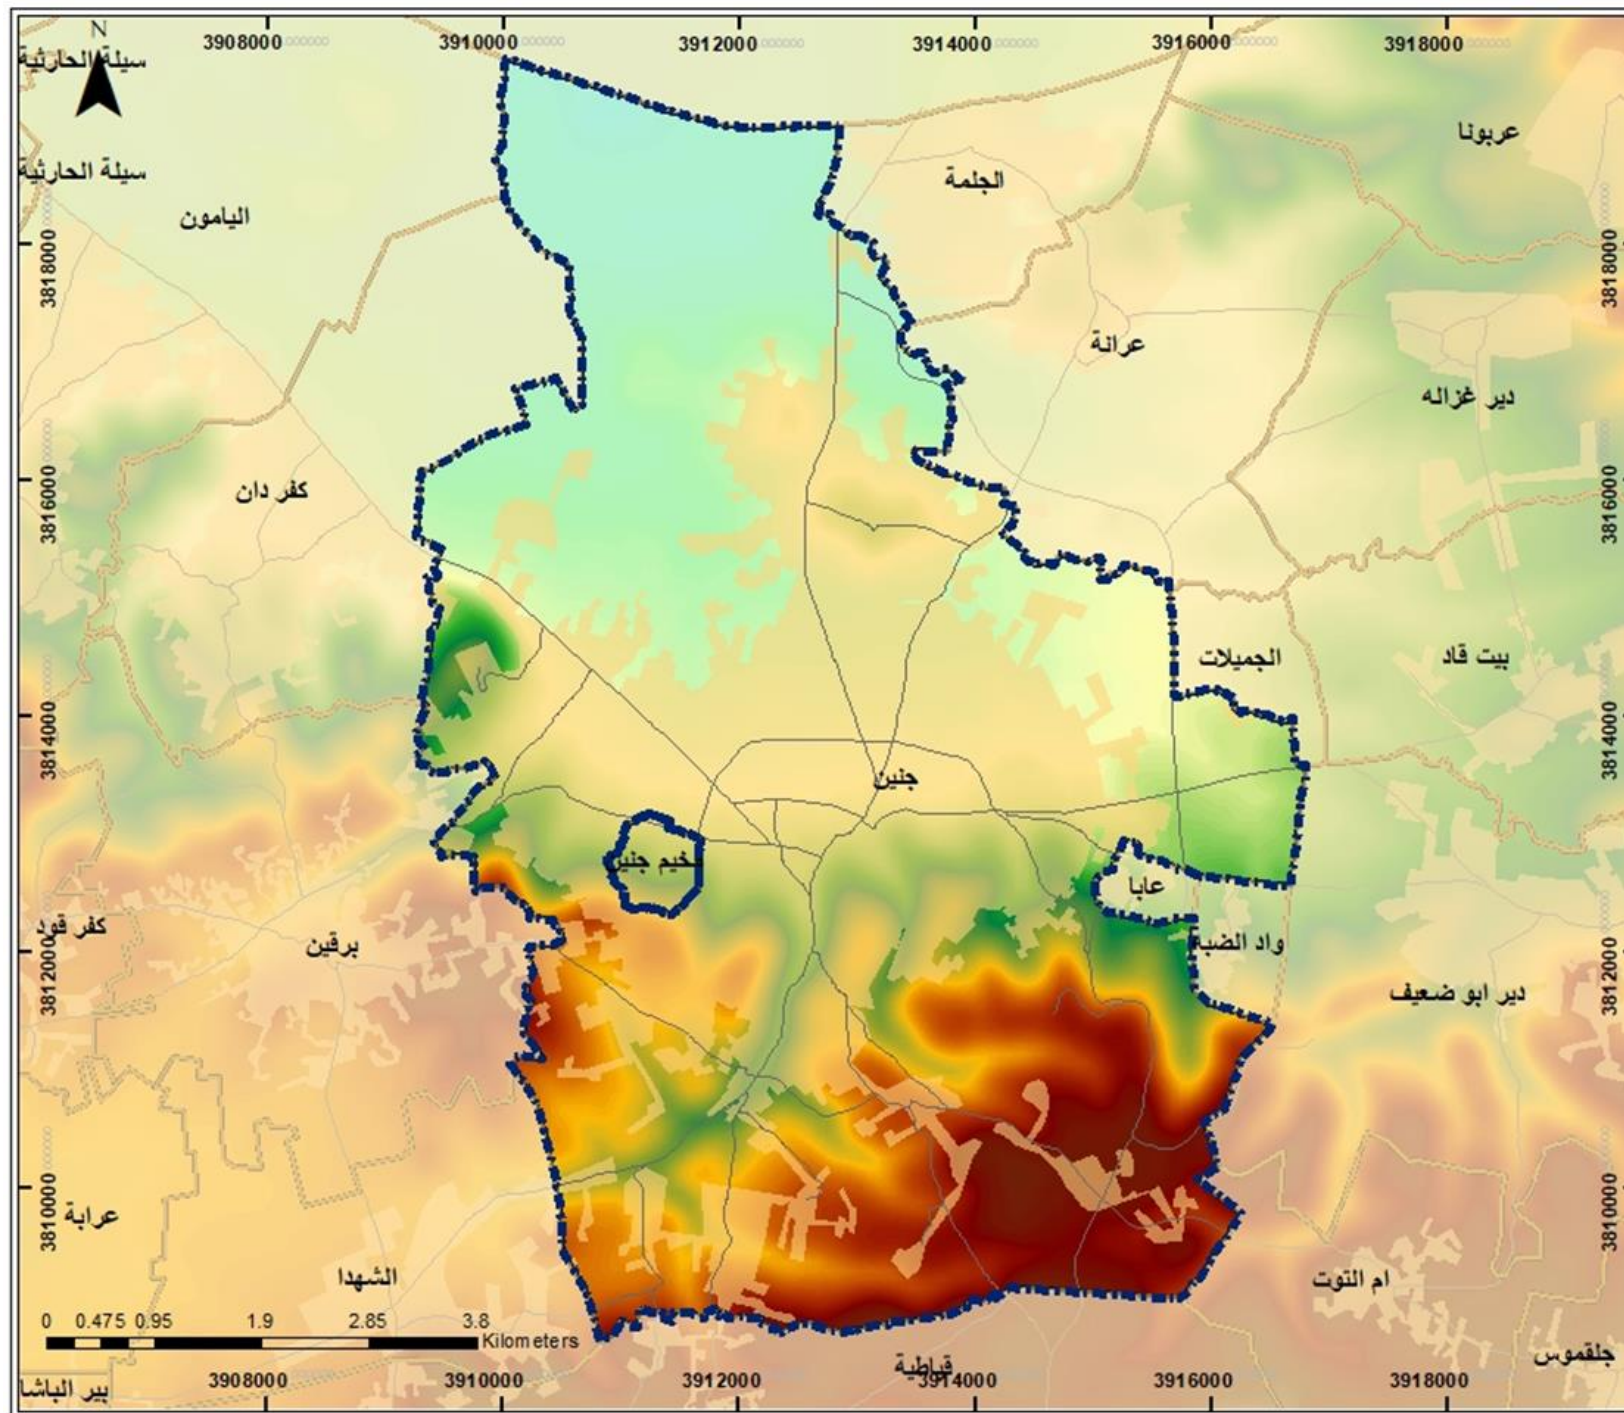 N
3908000
3910000
3912000
3914000
3916000
3918000
سيلة الحارثية
عربونا
سيلة الحارثية
الجلمة
اليامون
3818000
3818000
عرانة
دير غزاله
كفر دان
3816000
3816000
الجميلات
بيت قاد
3814000
3814000
جنين
مخيم جنين
عابا
كفر قود
برقين
واد الضبة
3812000
3812000
دير ابو ضعيف
3810000
3810000
عرابة
الشهدا
ام التوت
0 0.475 0.95 1.9 2.85 3.8
Kilometers
جلقموس
قباطية
بير الباشا
3908000
3910000
3912000
3914000
3916000
3918000